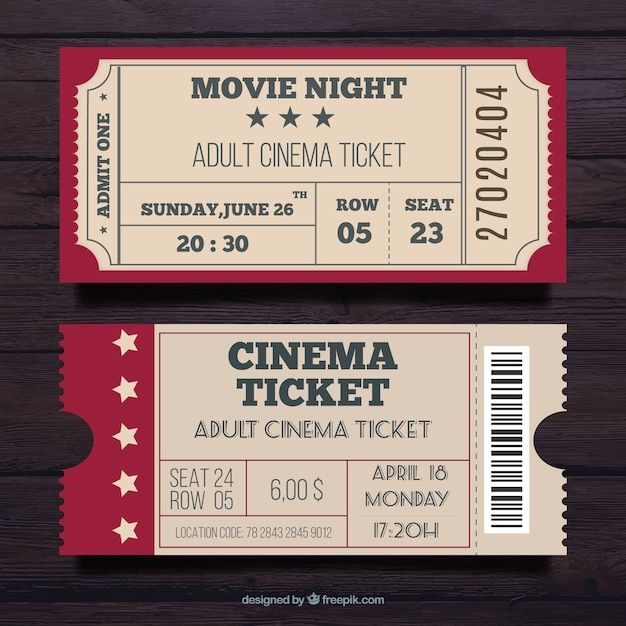 ADMIT ONE
MOVIE NIGHT
ADULT CINEMA TICKET
SUNDAY,JUNE 26TH
20 : 30
ROW
05
SEAT
23
27020404
CINEMA
TICKET
ADULT CINEMA TICKET
SEAT 24
ROW 05
6,00 $
APRIL 18
MONDAY
17:20H
LOCATION CODE: 78 2843 2845 9012
designed by freepik.com